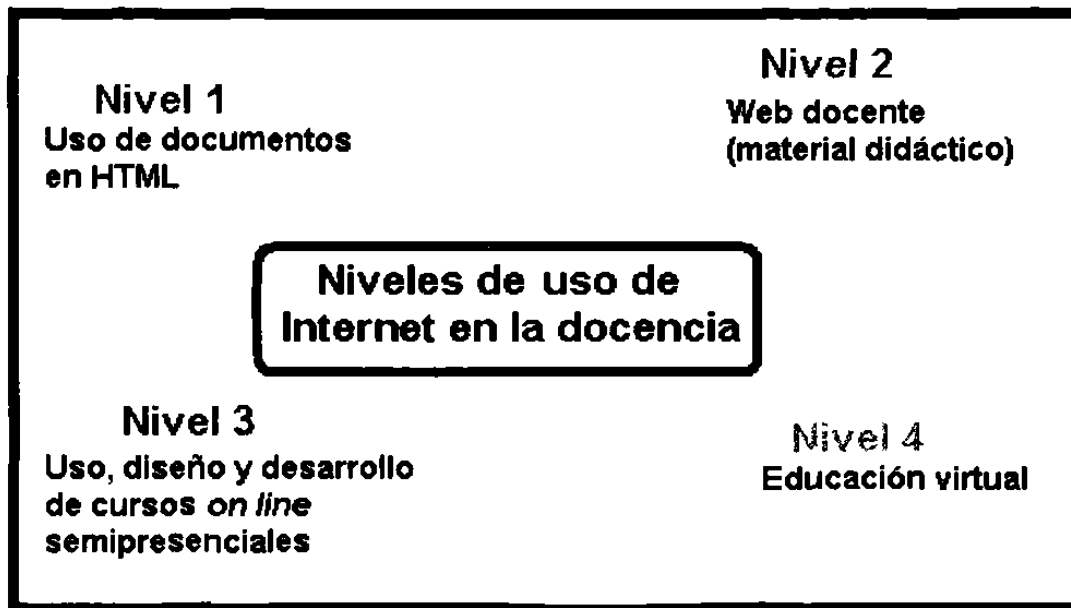 Nivel 1
Uso de documentos
en HTML
Nivel 2
Web docente
(material didáctico)
Niveles de uso de
Internet en la docencia
Nivel 3
Uso, diseño y desarrollo
de cursos on line
semipresenciales
Nivel 4
Educación virtual